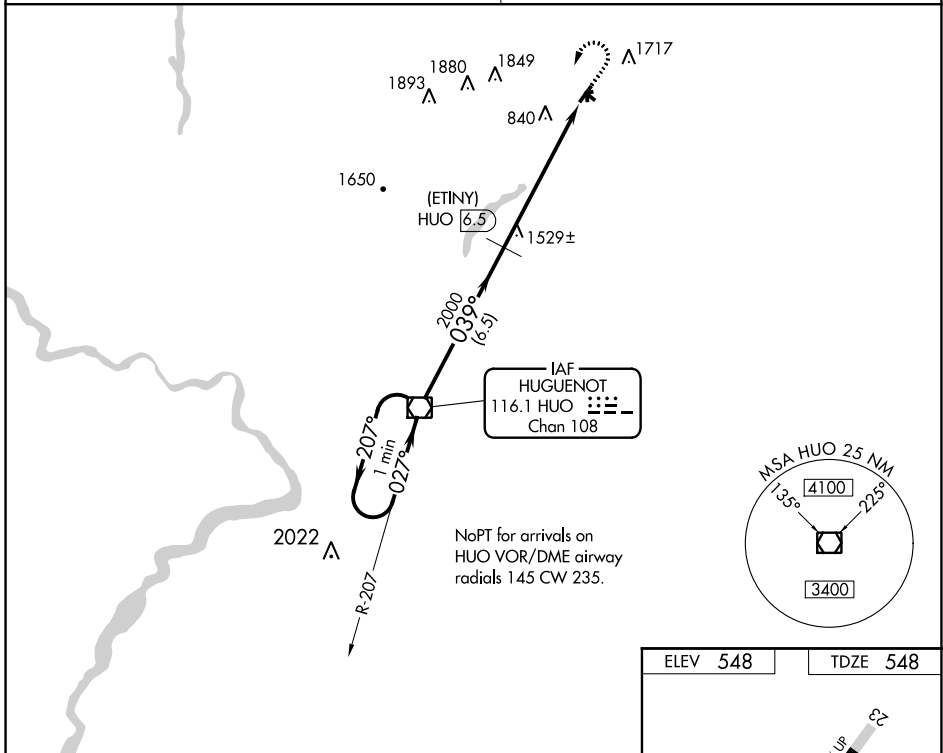 1717
1849
1880
1893
840
1650
(ETINY)
HUO 6.5
1529±
2000
039°
(6.5)
IAF
HUGUENOT
116.1 HUO
Chan 108
207°
1 min
027°
MSA HUO 25 NM
135°
4100
225°
3400
2022
NoPT for arrivals on
HUO VOR/DME airway
radials 145 CW 235.
R-207
ELEV 548
TDZE 548
23
UP